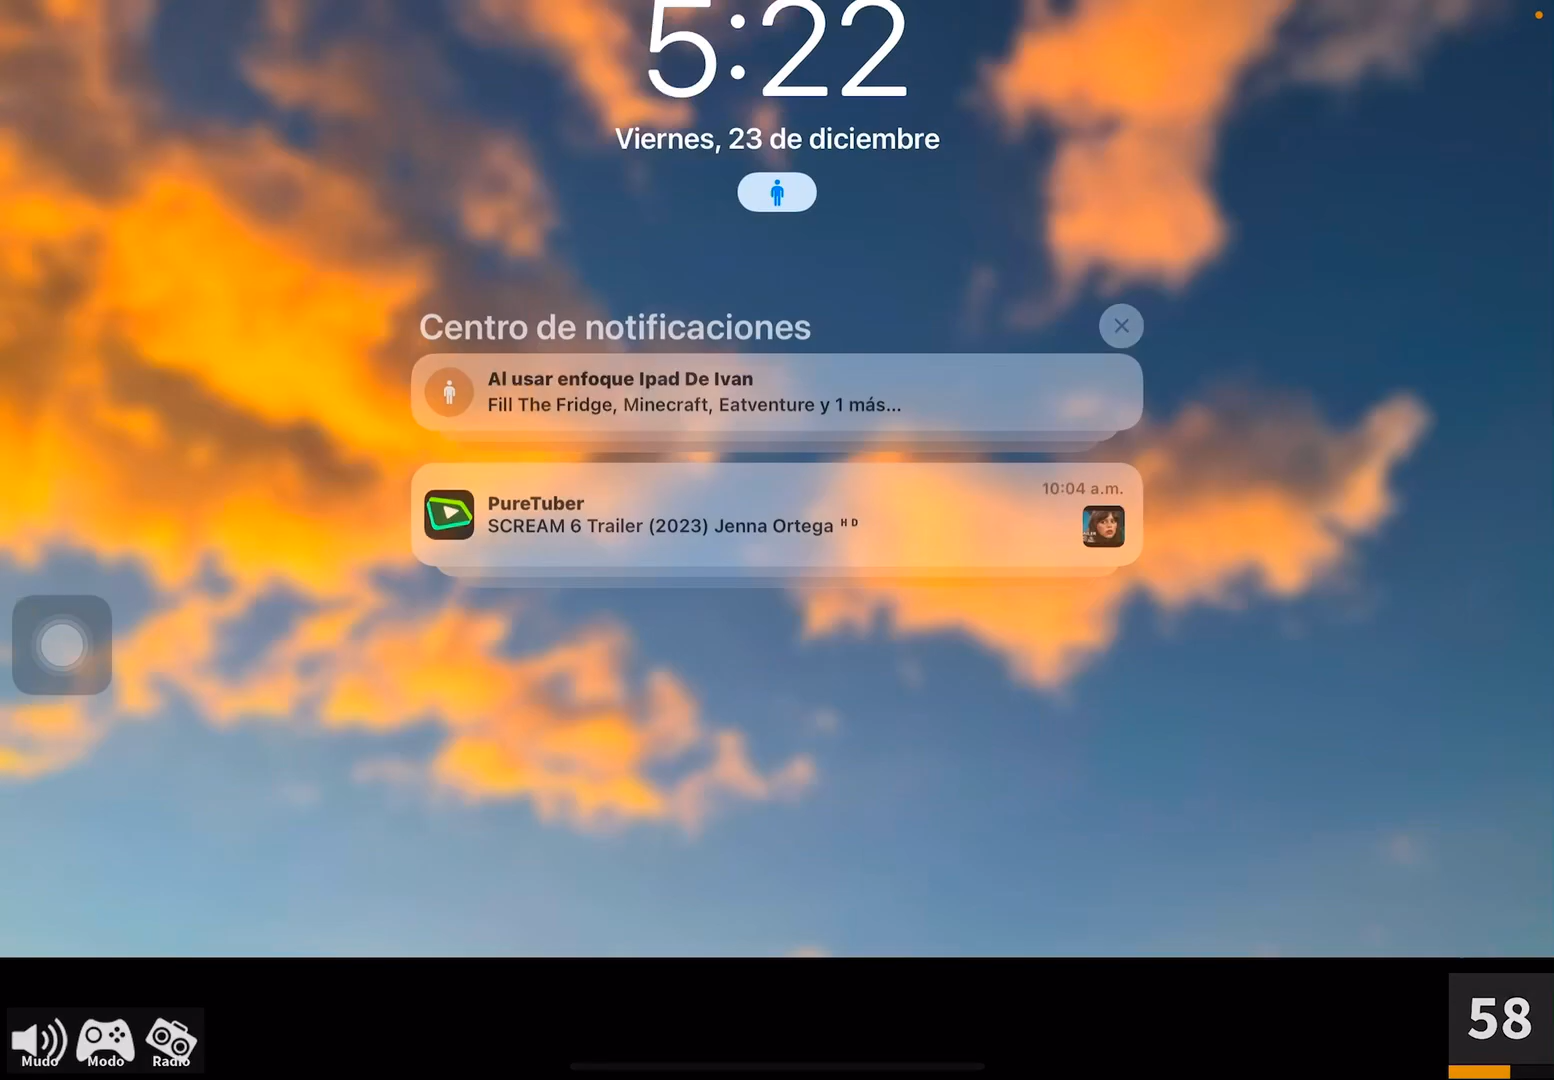 5:22
Viernes, 23 de diciembre
Centro de notificaciones
Al usar enfoque Ipad De Ivan
Fill The Fridge, Minecraft, Eatventure y 1 más...
PureTuber
10:04 a.m.
SCREAM 6 Trailer (2023) Jenna Ortega ᴴᴰ
58
Mudo Modo Radio